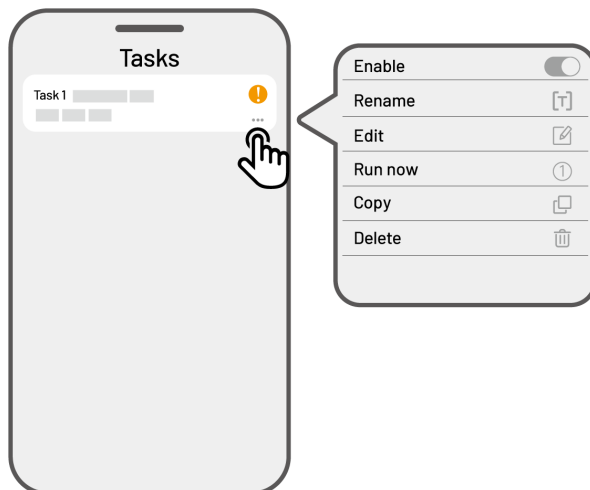 Tasks
Task 1
Enable
Rename
Edit
Run now
Copy
Delete